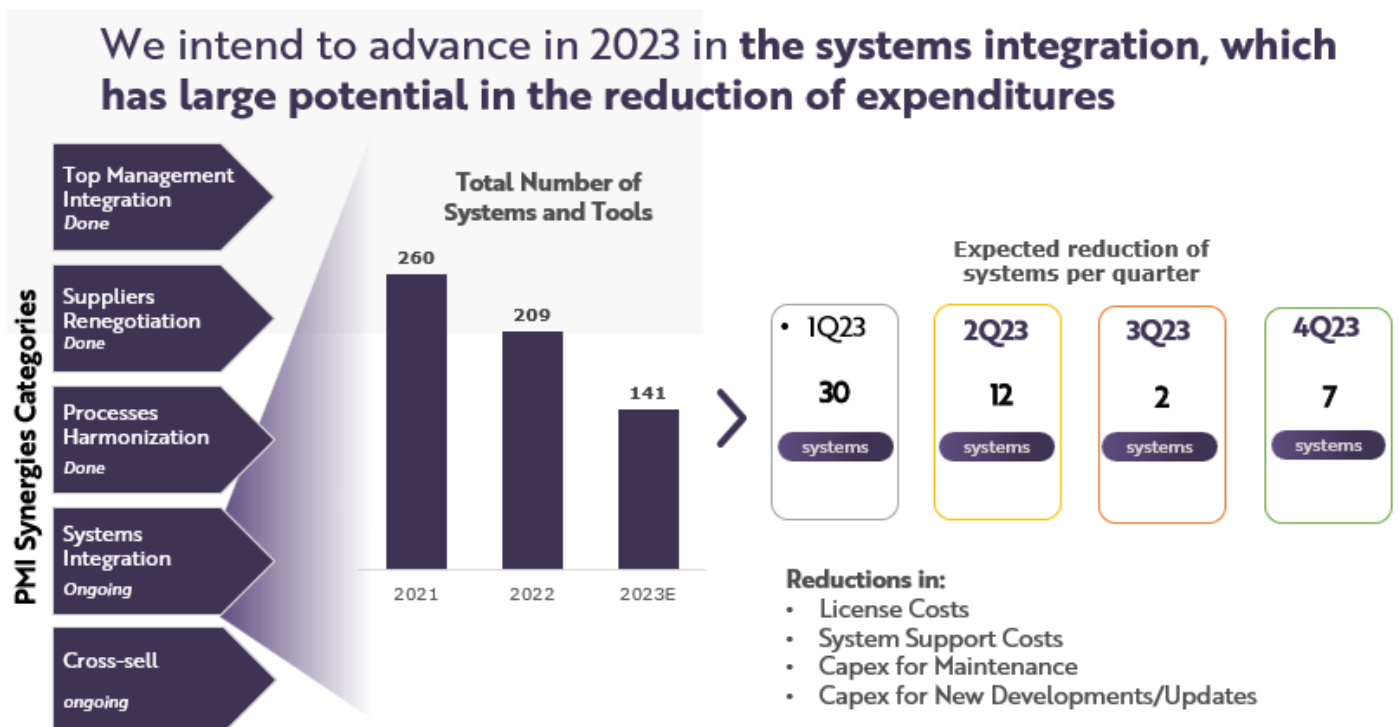 We intend to advance in 2023 in the systems integration, which
has large potential in the reduction of expenditures
PMI Synergies Categories
Top Management
Integration
Done
Suppliers
Renegotiation
Done
Processes
Harmonization
Done
Systems
Integration
Ongoing
Cross-sell
ongoing
Total Number of
Systems and Tools
260
209
141
2021
2022
2023E
Expected reduction of
systems per quarter
• 1Q23
30
systems
2Q23
12
systems
3Q23
2
systems
4Q23
7
systems
Reductions in:
• License Costs
• System Support Costs
• Capex for Maintenance
• Capex for New Developments/Updates